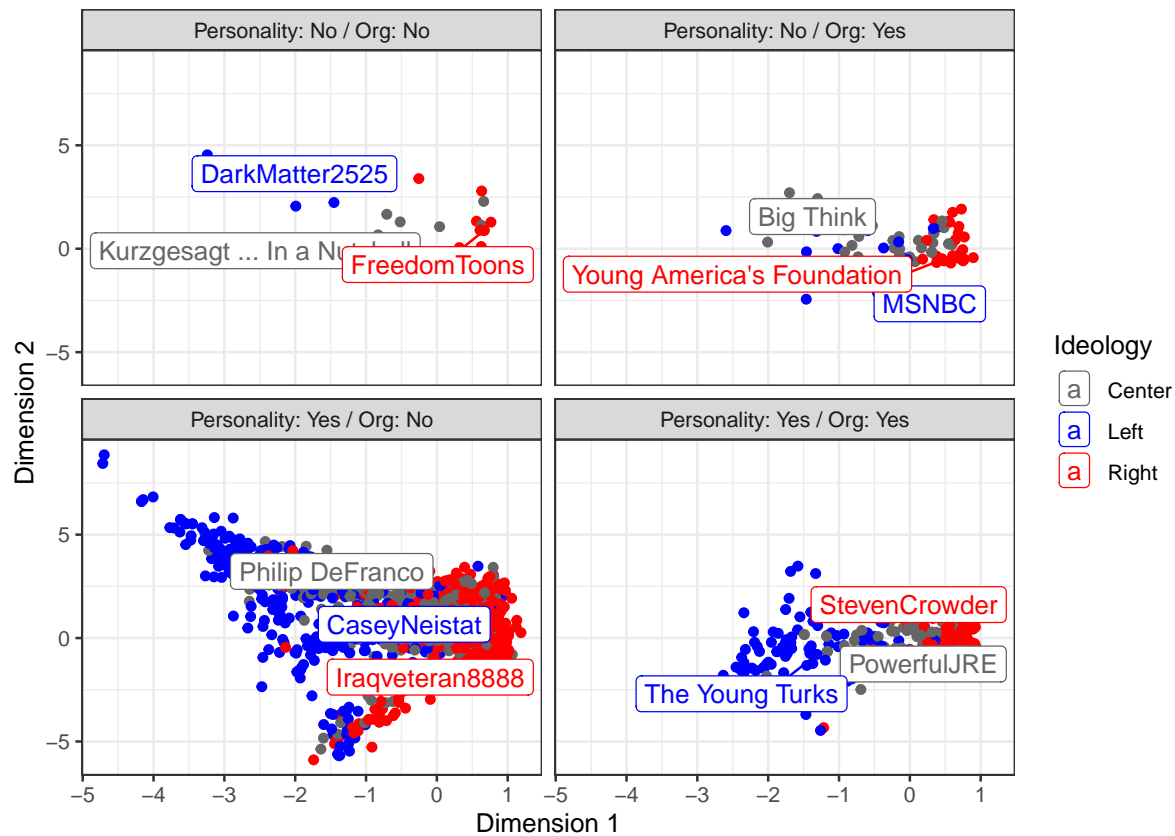 Personality: No / Org: No
Personality: No / Org: Yes
5
0
−5
DarkMatter2525
Kurzgesagt ... In a
FreedomToons
Big Think
Young America's Foundation
MSNBC
Dimension 2
Ideology
a Center
a Left
a Right
Personality: Yes / Org: No
Personality: Yes / Org: Yes
5
0
−5
Philip DeFranco
CaseyNeistat
Iraqveteran8888
StevenCrowder
PowerfulJRE
The Young Turks
−5 −4 −3 −2 −1 0 1
−5 −4 −3 −2 −1 0 1
Dimension 1